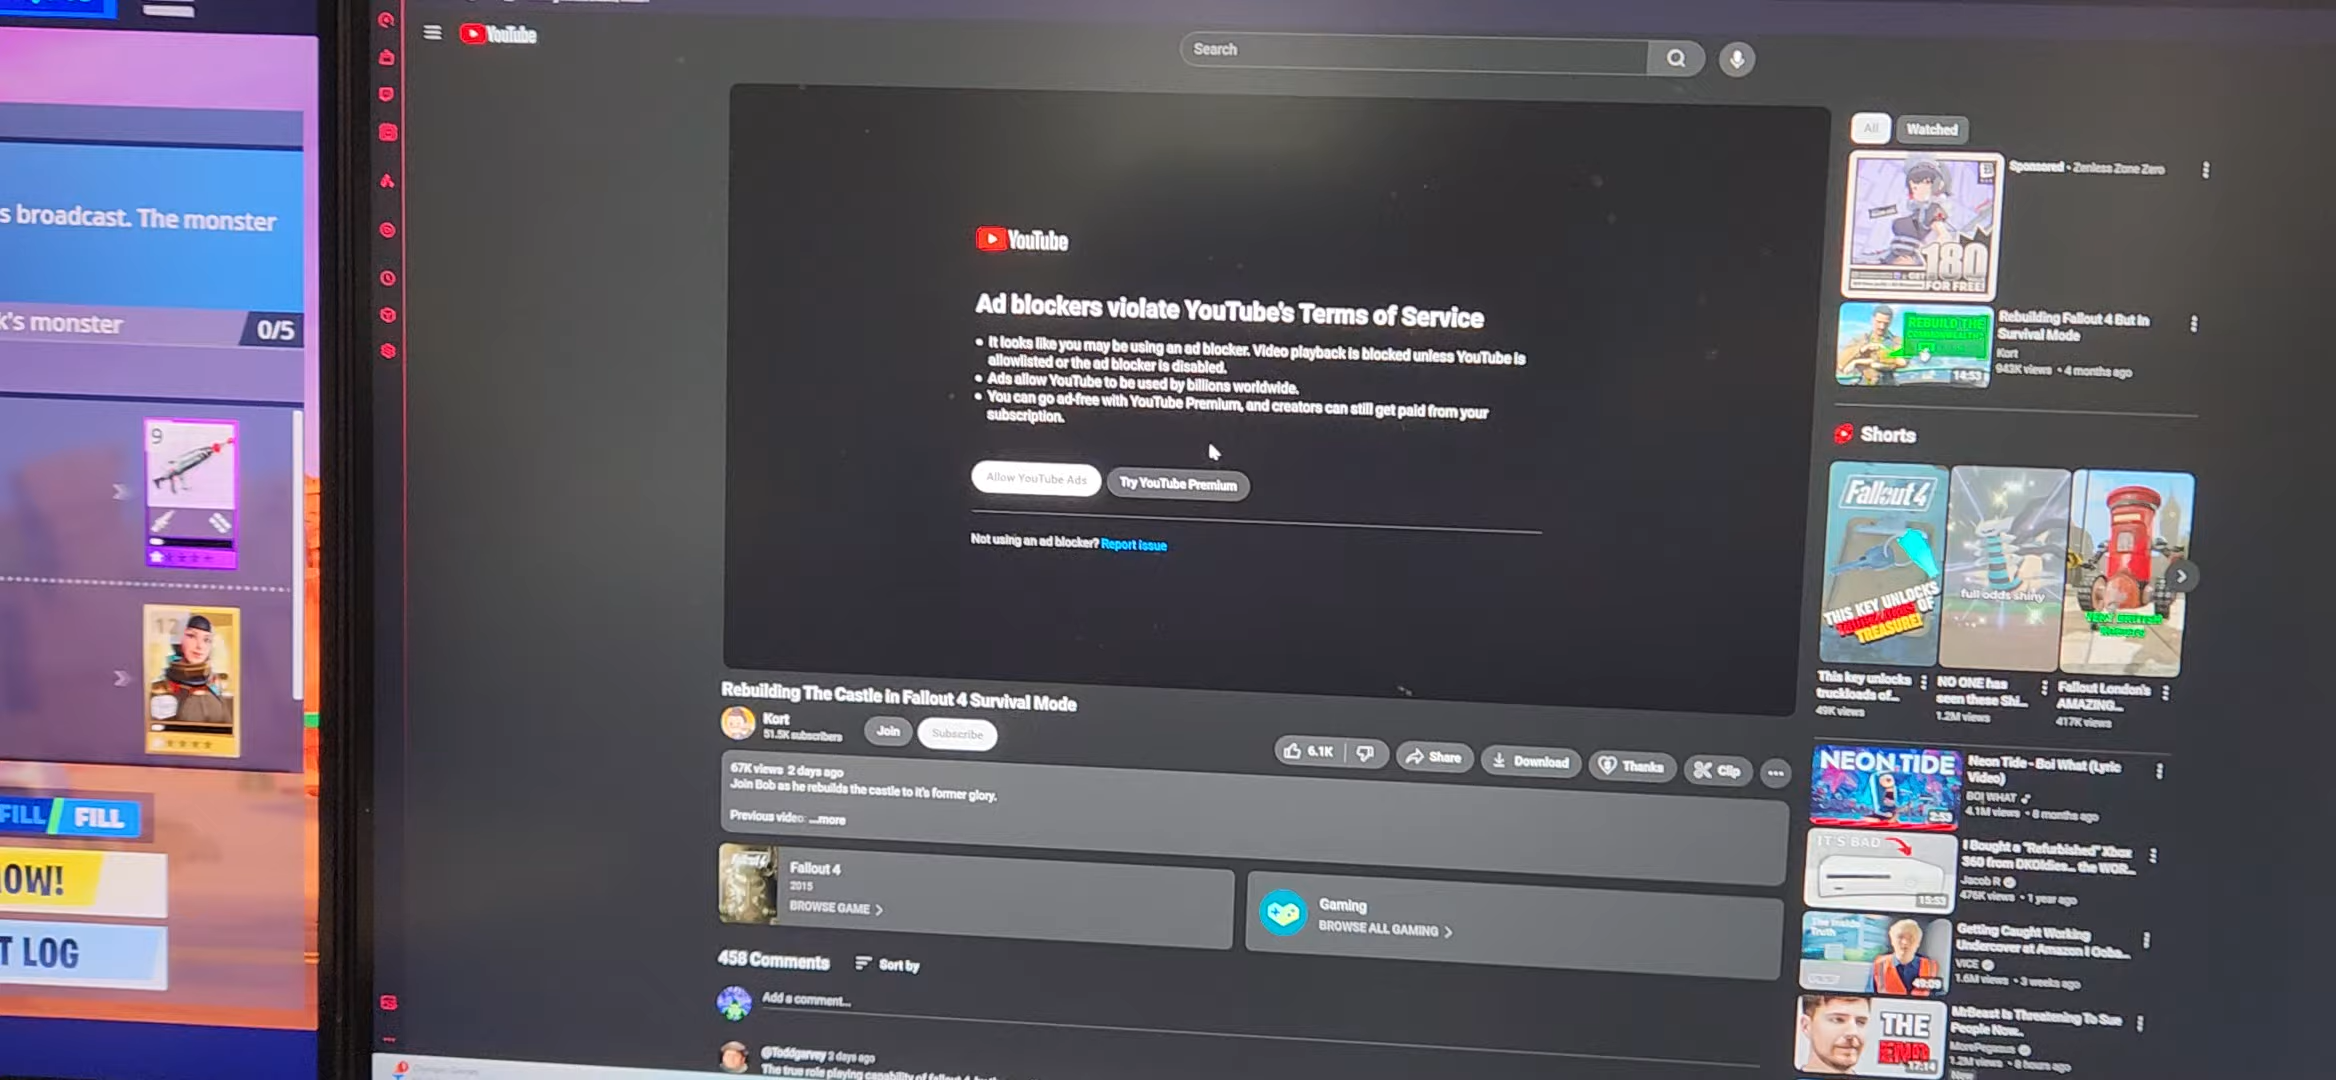 s broadcast. The monster
k's monster
0/5
9
12
FILL/ FILL
OW!
T LOG
YouTube
Search
YouTube
Ad blockers violate YouTube's Terms of Service
• It looks like you may be using an ad blocker. Video playback is blocked unless YouTube is
allowlisted or the ad blocker is disabled.
• Ads allow YouTube to be used by billions worldwide.
• You can go ad-free with YouTube Premium, and creators can still get paid from your
subscription.
Allow YouTube Ads
Try YouTube Premium
Not using an ad blocker? Report issue
Rebuilding The Castle in Fallout 4 Survival Mode
Kort
51.5K subscribers
Join
Subscribe
6.1K
Share
Download
Thanks
Clip
67K views 2 days ago
Join Bob as he rebuilds the castle to it's former glory.
Previous video: ...more
Fallout 4
2015
BROWSE GAME
Gaming
BROWSE ALL GAMING
458 Comments
Sort by
Add a comment...
@Toddgarvey 2 days ago
The true role playing capability of fallout 4
All
Watched
Sponsored • Zenless Zone Zero
180
FOR FREE!
REBUILD THE
COMMONWEALTH
14:53
Rebuilding Fallout 4 But In
Survival Mode
Kort
943K views • 4 months ago
Shorts
Fallout 4
THIS KEY UNLOCKS
OF
TREASURE!
full odds shiny
This key unlocks
truckloads of...
49K views
NO ONE has
seen these Shi...
1.2M views
Fallout London's
AMAZING...
417K views
NEON TIDE
2:53
Neon Tide - Boi What (Lyric
Video)
BOI WHAT
4.1M views • 8 months ago
IT'S BAD
15:53
I Bought a "Refurbished" Xbox
360 from DKOldies... the WOR...
Jacob R
476K views • 1 year ago
The Inside
Truth
49:09
Getting Caught Working
Undercover at Amazon | Ooba...
VICE
1.6M views • 3 weeks ago
THE
END
17:14
MrBeast Is Threatening To Sue
People Now...
MorePegasus
1.2M views • 8 hours ago
New